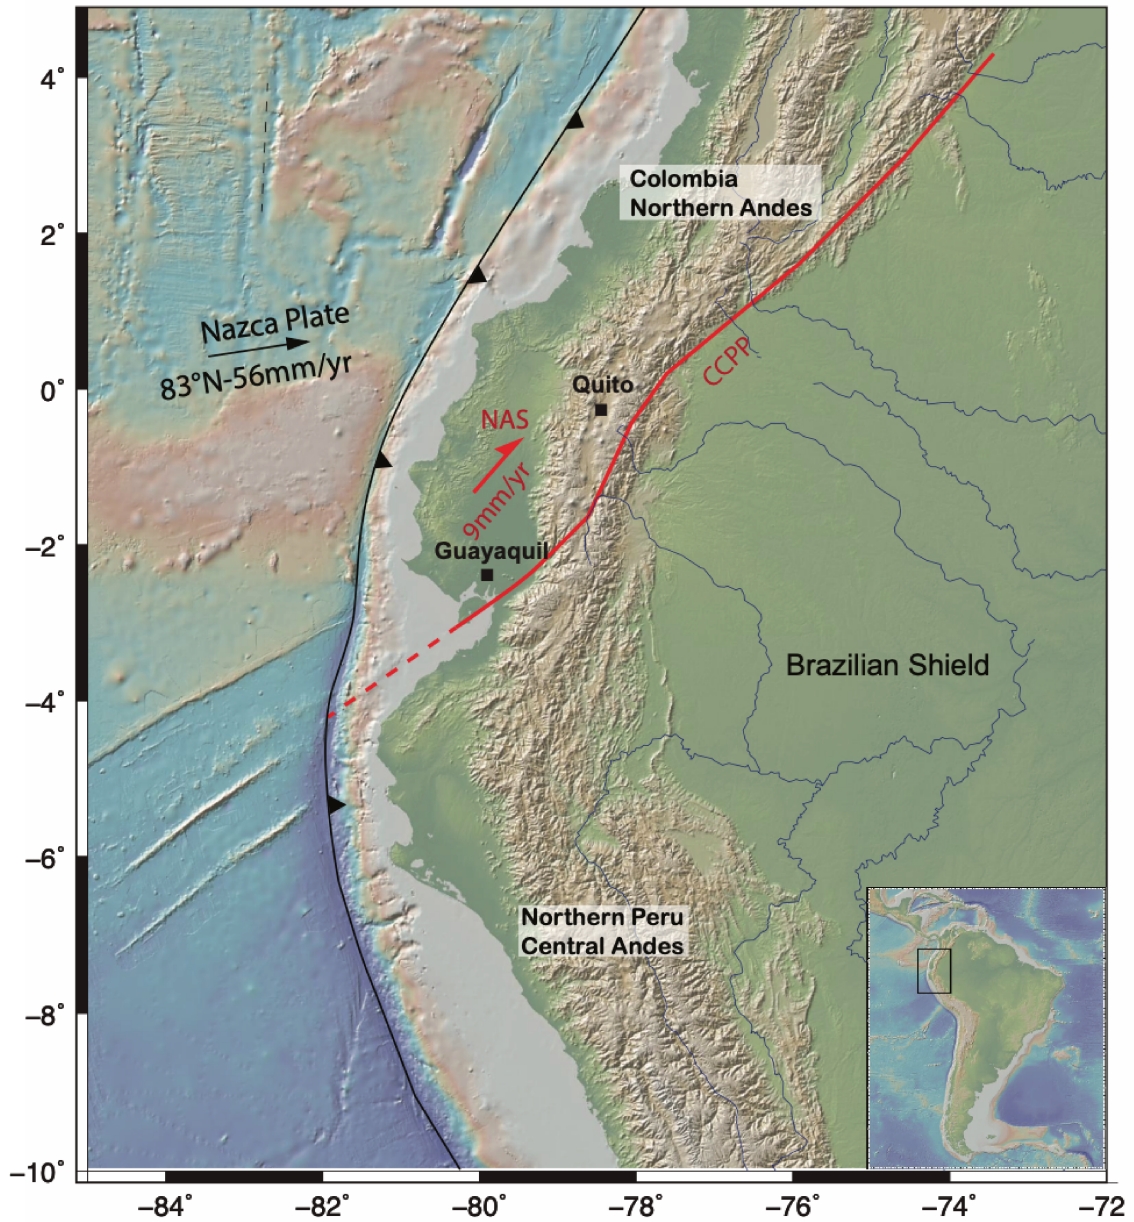 4°
2°
0°
−2°
−4°
−6°
−8°
−10°
Colombia
Northern Andes
Nazca Plate
83°N-56mm/yr
CCPP
Quito
NAS
9mm/yr
Guayaquil
Brazilian Shield
Northern Peru
Central Andes
−84°
−82°
−80°
−78°
−76°
−74°
−72